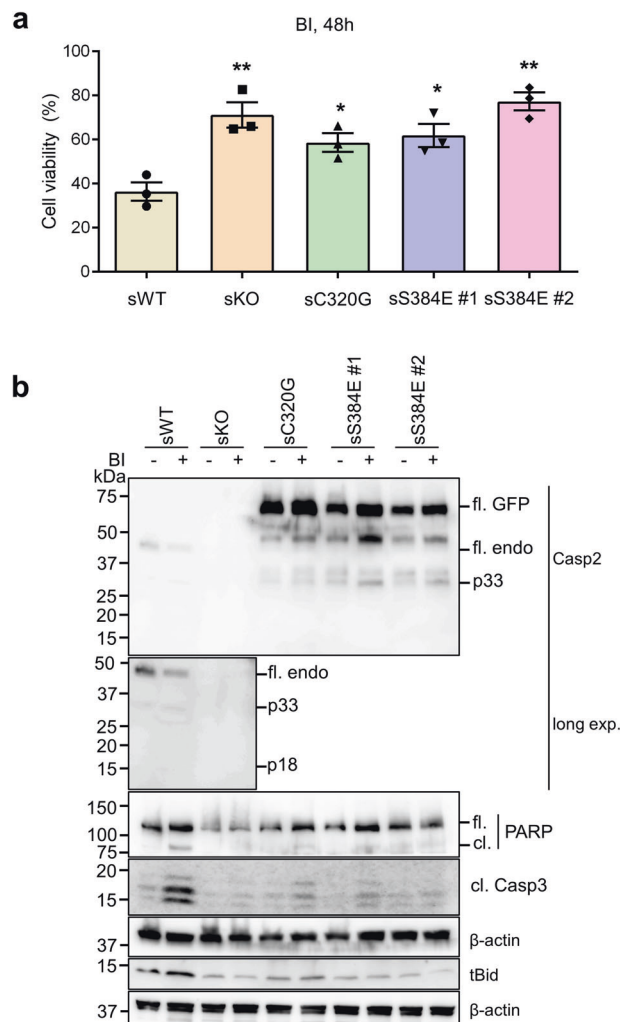 a
BI, 48h
Cell viability (%)
100
80
60
40
20
0
**
*
*
**
sWT
sKO
sC320G
sS384E #1
sS384E #2
b
sWT
sKO
sC320G
sS384E #1
sS384E #2
BI - + - + - + - + - +
kDa
75
50
37
25
20
15
fl. GFP
fl. endo
p33
Casp2
50
37
25
20
15
fl. endo
p33
p18
long exp.
150
100
75
fl.
cl.
PARP
20
15
cl. Casp3
37
β-actin
15
tBid
37
β-actin